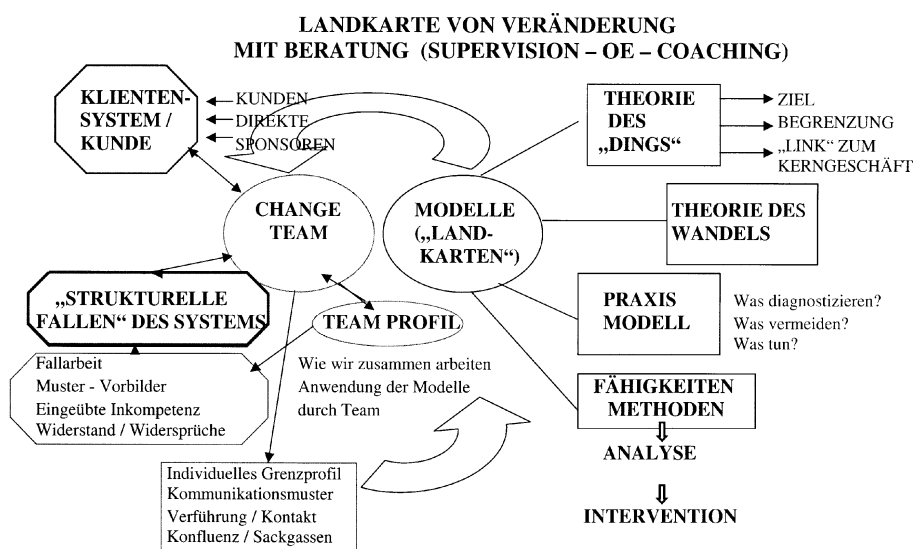 LANDKARTE VON VERÄNDERUNG
MIT BERATUNG (SUPERVISION – OE – COACHING)
KLIENTEN-
SYSTEM /
KUNDE
KUNDEN
DIREKTE
SPONSOREN
THEORIE
DES
„DINGS“
ZIEL
BEGRENZUNG
„LINK“ ZUM
KERNGESCHÄFT
CHANGE
TEAM
MODELLE
(„LAND-
KARTEN“)
THEORIE DES
WANDELS
„STRUKTURELLE
FALLEN“ DES SYSTEMS
TEAM PROFIL
PRAXIS
MODELL
Was diagnostizieren?
Was vermeiden?
Was tun?
Fallarbeit
Muster - Vorbilder
Eingeübte Inkompetenz
Widerstand / Widersprüche
Wie wir zusammen arbeiten
Anwendung der Modelle
durch Team
FÄHIGKEITEN
METHODEN
ANALYSE
INTERVENTION
Individuelles Grenzprofil
Kommunikationsmuster
Verführung / Kontakt
Konfluenz / Sackgassen